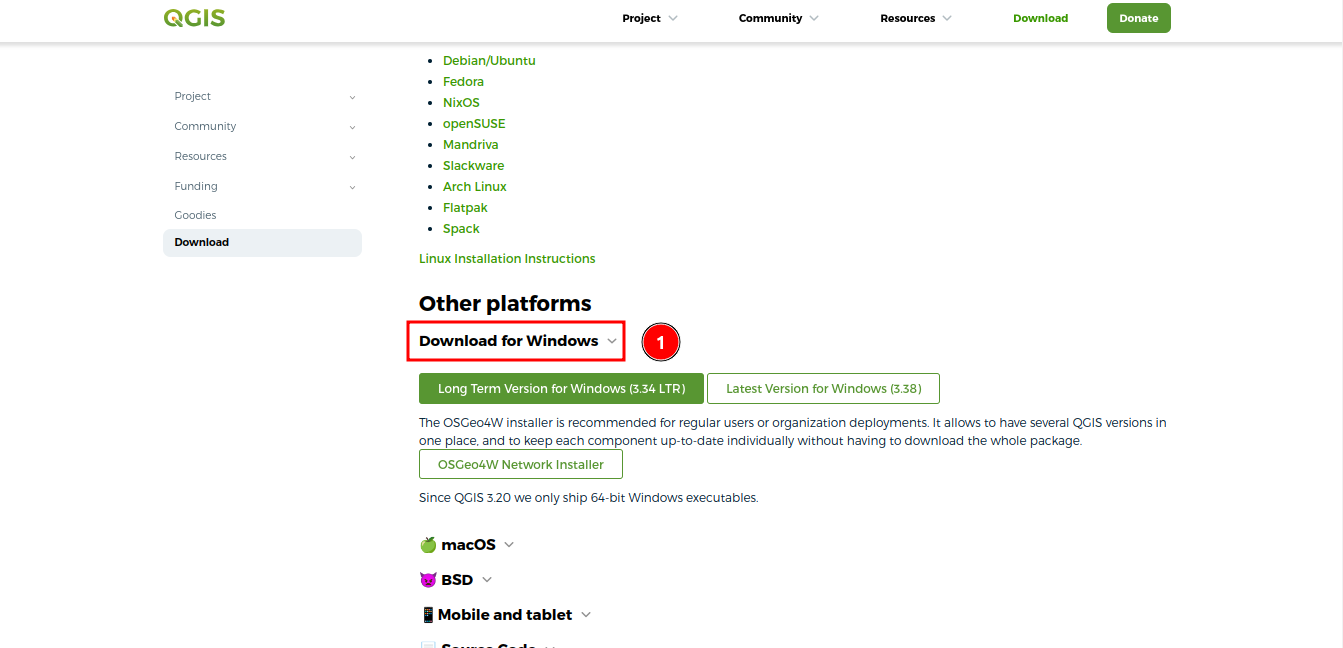 QGIS
Project
Community
Resources
Download
Donate
Project
Community
Resources
Funding
Goodies
Download
Debian/Ubuntu
Fedora
NixOS
openSUSE
Mandriva
Slackware
Arch Linux
Flatpak
Spack
Linux Installation Instructions
Other platforms
Download for Windows
1
Long Term Version for Windows (3.34 LTR)
Latest Version for Windows (3.38)
The OSGeo4W installer is recommended for regular users or organization deployments. It allows to have several QGIS versions in
one place, and to keep each component up-to-date individually without having to download the whole package.
OSGeo4W Network Installer
Since QGIS 3.20 we only ship 64-bit Windows executables.
macOS
BSD
Mobile and tablet
Source Code